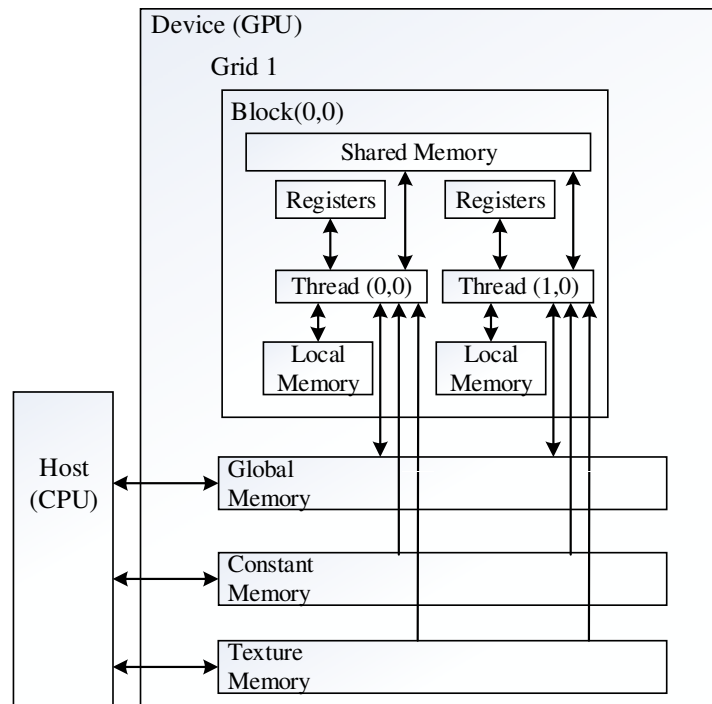 Device (GPU)
Grid 1
Block(0,0)
Shared Memory
Registers
Registers
Thread (0,0)
Thread (1,0)
Local
Memory
Local
Memory
Host
(CPU)
Global
Memory
Constant
Memory
Texture
Memory